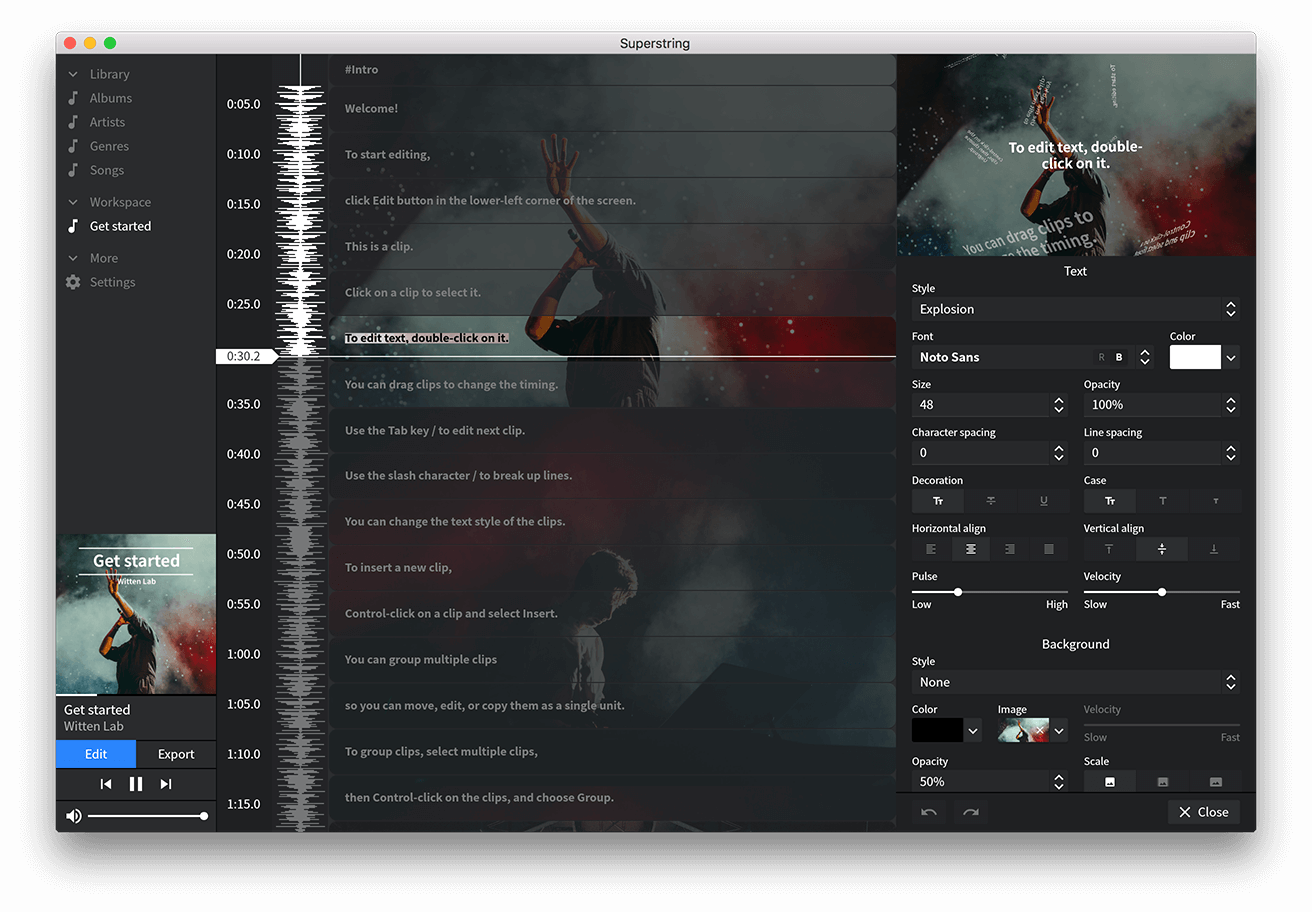 Superstring
Library
Albums
Artists
Genres
Songs
Workspace
Get started
More
Settings
Get started
Witten Lab
Get started
Witten Lab
Edit
Export
0:05.0
0:10.0
0:15.0
0:20.0
0:25.0
0:30.2
0:35.0
0:40.0
0:45.0
0:50.0
0:55.0
1:00.0
1:05.0
1:10.0
1:15.0
#Intro
Welcome!
To start editing,
click Edit button in the lower-left corner of the screen.
This is a clip.
Click on a clip to select it.
To edit text, double-click on it.
You can drag clips to change the timing.
Use the Tab key / to edit next clip.
Use the slash character / to break up lines.
You can change the text style of the clips.
To insert a new clip,
Control-click on a clip and select Insert.
You can group multiple clips
so you can move, edit, or copy them as a single unit.
To group clips, select multiple clips,
then Control-click on the clips, and choose Group.
To edit text, double-
click on it.
You can drag clips to
the timing.
Text
Style
Explosion
Font
Color
Noto Sans
R B
Size
Opacity
48
100%
Character spacing
Line spacing
0
0
Decoration
Case
Tr
T
U
Tr
T
T
Horizontal align
Vertical align
Pulse
Velocity
Low
High
Slow
Fast
Background
Style
None
Color
Image
Velocity
Slow
Fast
Opacity
Scale
50%
Close